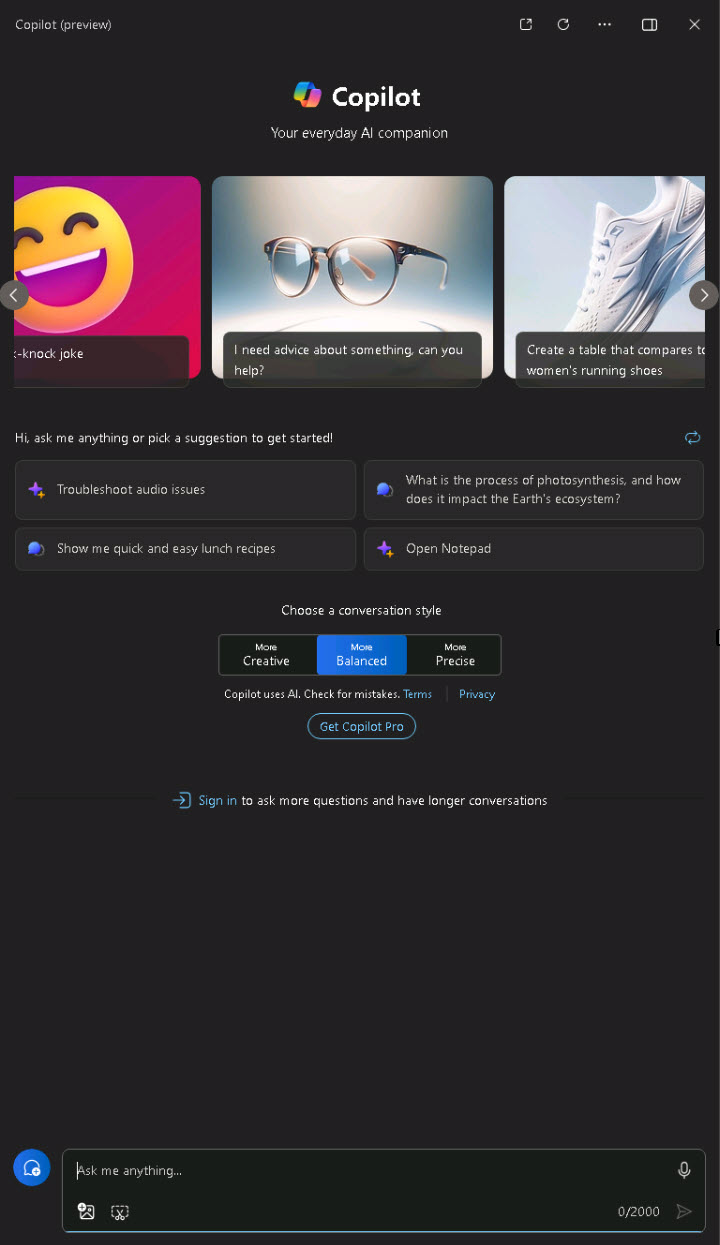 Copilot (preview)
Copilot
Your everyday AI companion
k-knock joke
I need advice about something, can you
help?
Create a table that compares to
women's running shoes
Hi, ask me anything or pick a suggestion to get started!
Troubleshoot audio issues
What is the process of photosynthesis, and how
does it impact the Earth's ecosystem?
Show me quick and easy lunch recipes
Open Notepad
Choose a conversation style
More
Creative
More
Balanced
More
Precise
Copilot uses AI. Check for mistakes. Terms Privacy
Get Copilot Pro
Sign in to ask more questions and have longer conversations
Ask me anything...
0/2000